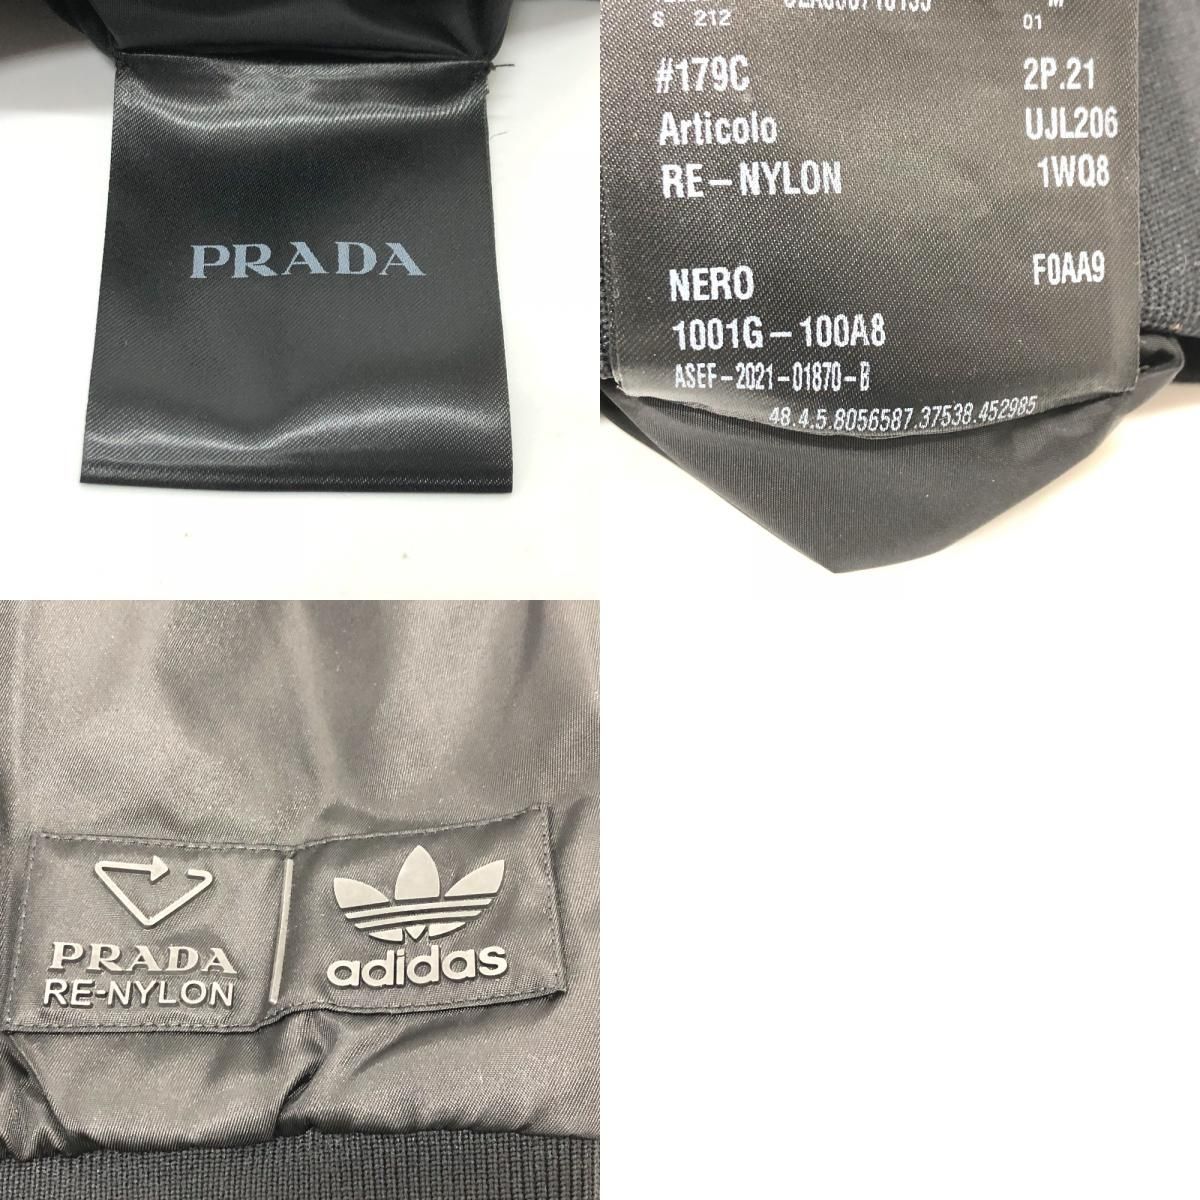 PRADA
S 212
01
#179C 2P.21
Articolo UJL206
RE-NYLON 1WQ8
NERO F0AA9
1001G-100A8
ASEF-2021-01870-B
48.4.5.8056587.37538.452985
PRADA
RE-NYLON
adidas